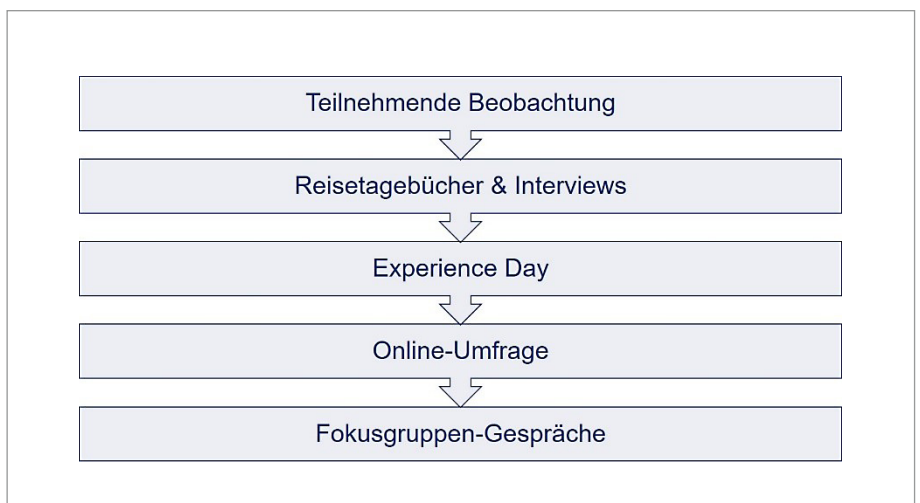 Teilnehmende Beobachtung
Reisetagebücher & Interviews
Experience Day
Online-Umfrage
Fokusgruppen-Gespräche